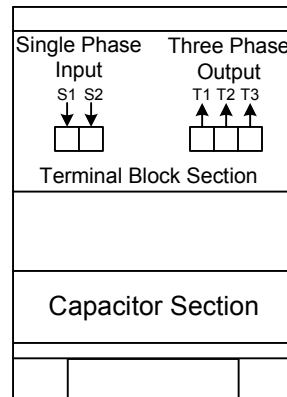 Single Phase Three Phase
Input Output
S1 S2 T1 T2 T3
Terminal Block Section
Capacitor Section